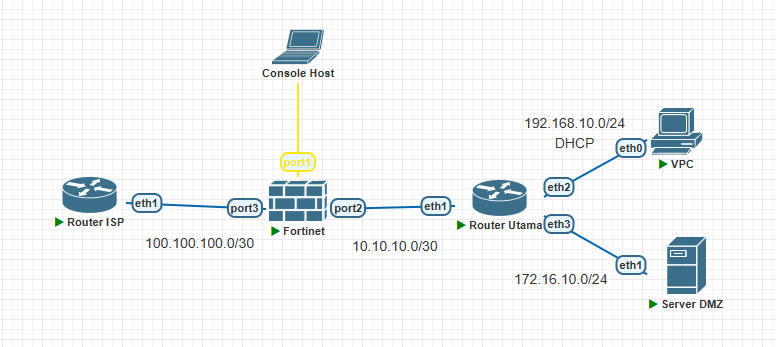 Console Host
port1
192.168.10.0/24
DHCP
eth0
VPC
eth2
eth1
port3
port2
eth1
Router ISP
Fortinet
Router Utama
eth3
100.100.100.0/30
10.10.10.0/30
eth1
172.16.10.0/24
Server DMZ